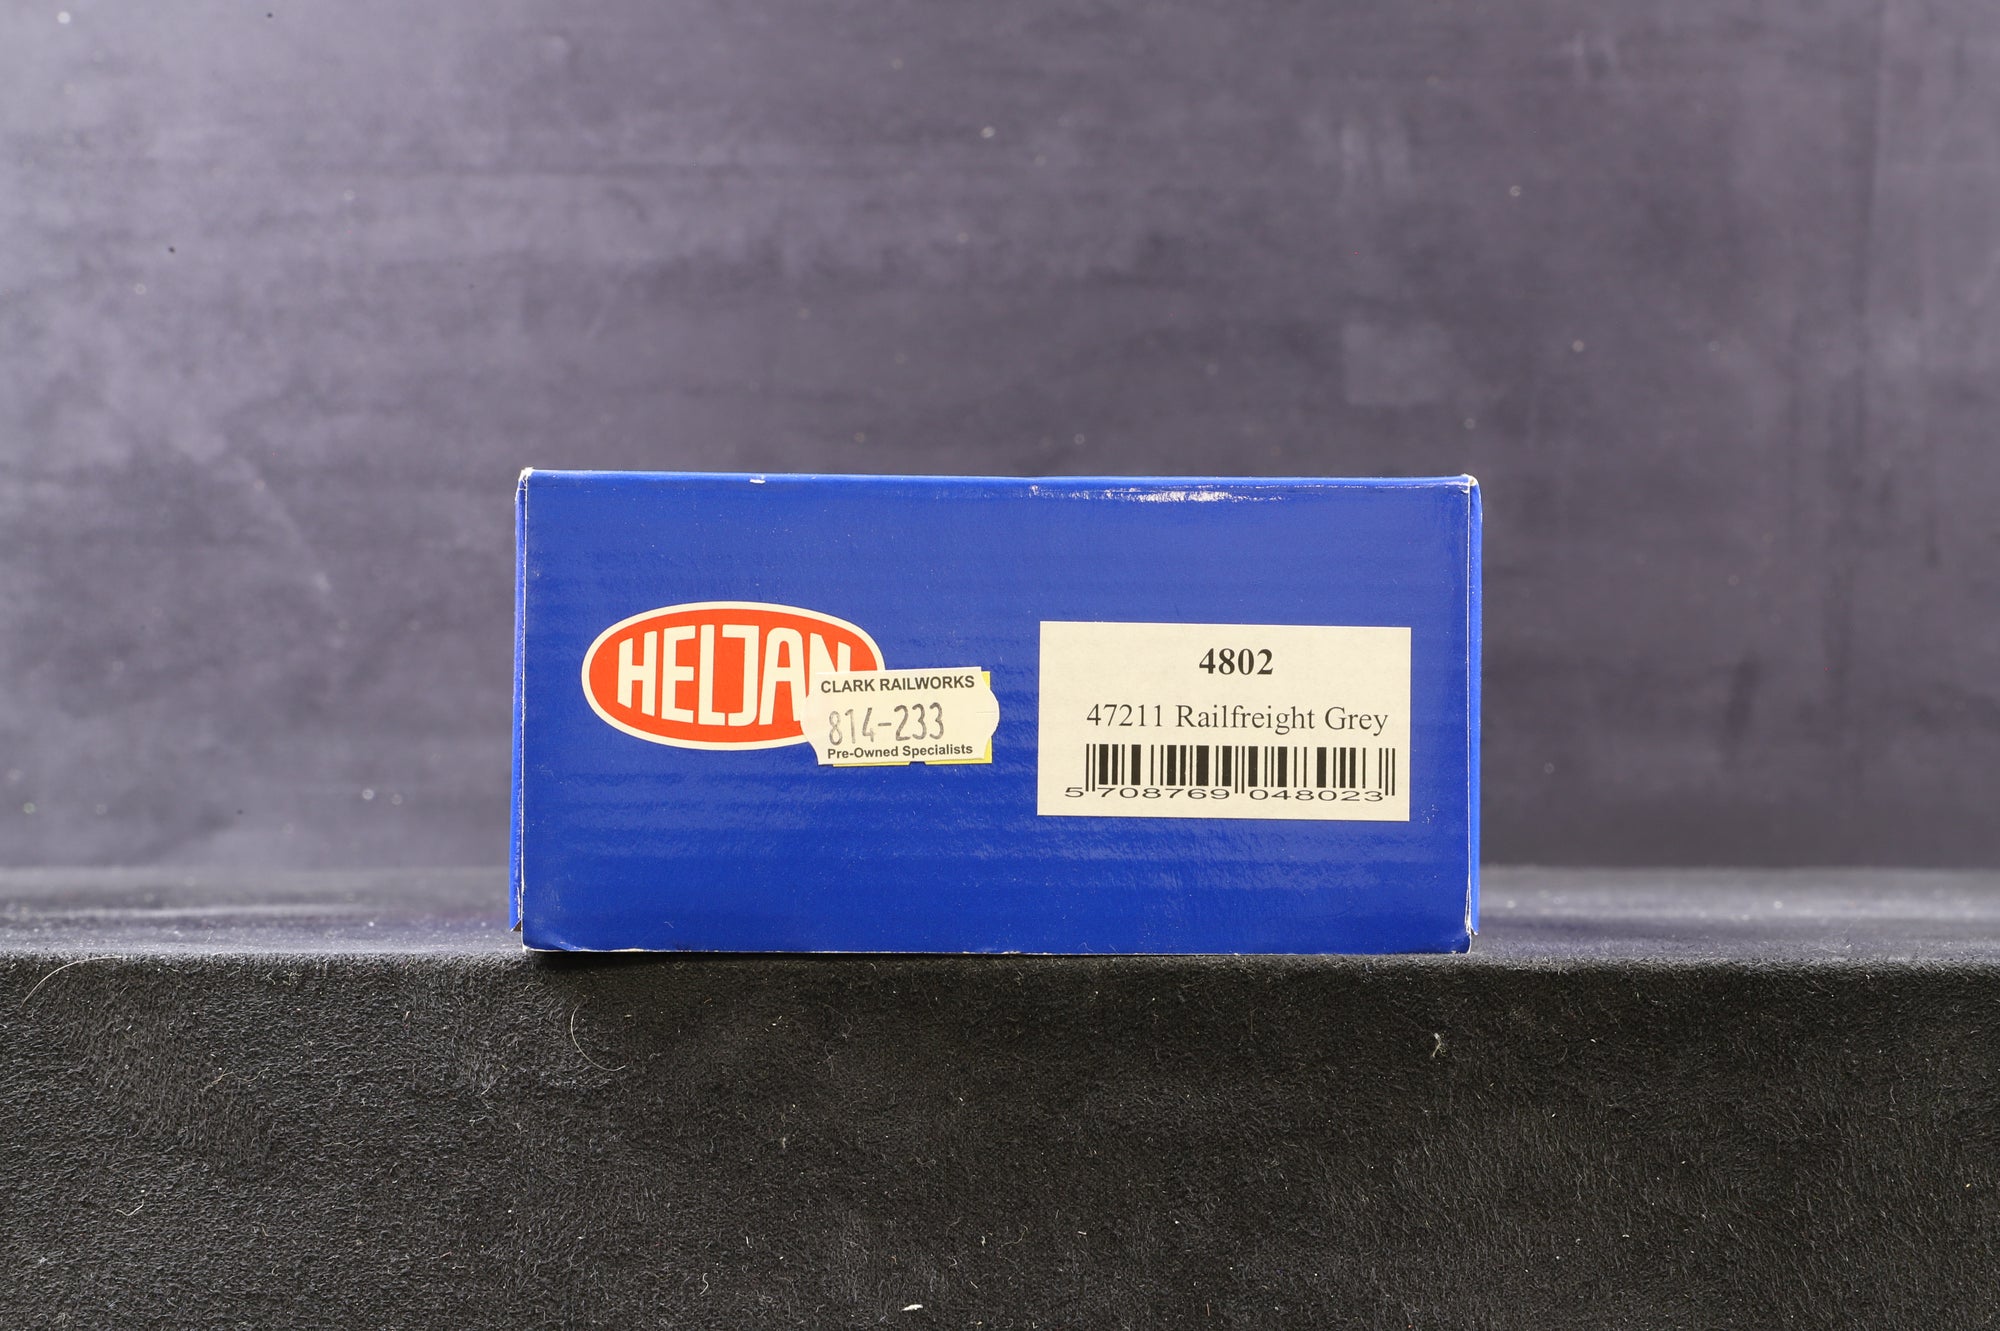 HELJAN
CLARK RAILWORKS
814-233
Pre-Owned Specialists
4802
47211 Railfreight Grey
5 708769 048023